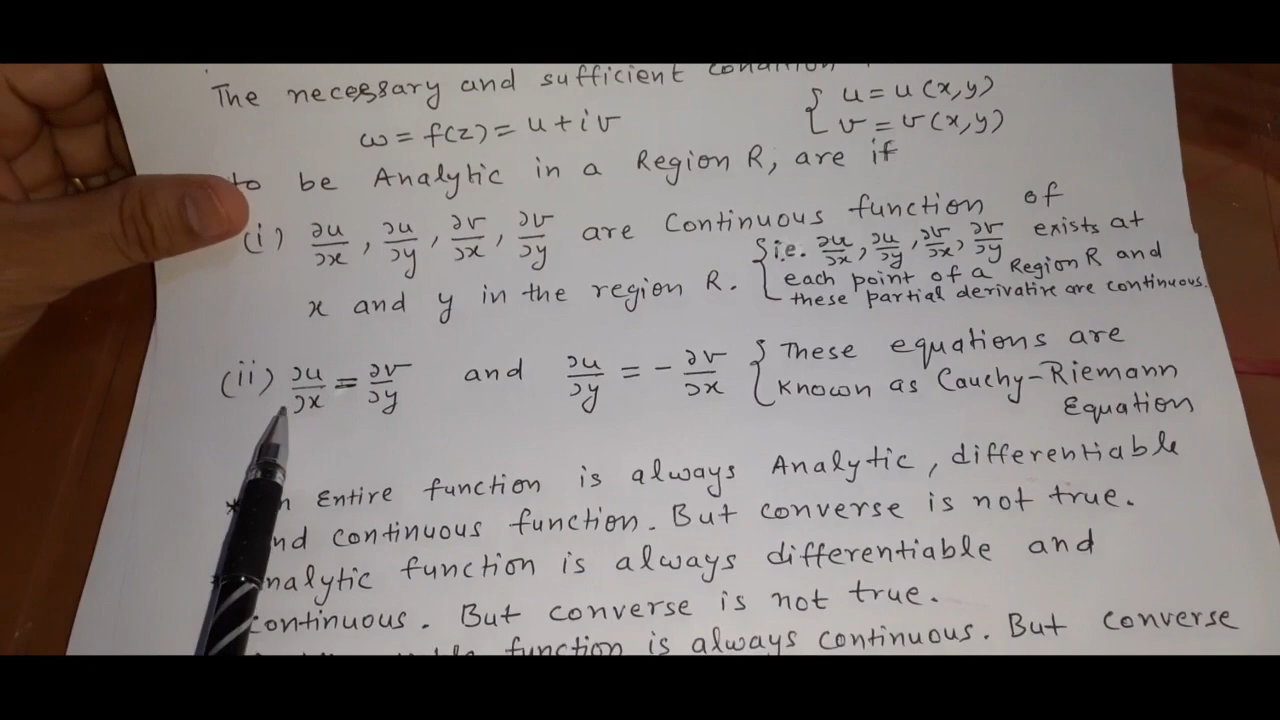 The necessary and sufficient condition
w = f(z) = u + iv { u = u(x,y)
v = v(x,y)
to be Analytic in a Region R, are if
(i) ∂u/∂x, ∂u/∂y, ∂v/∂x, ∂v/∂y are continuous function of
x and y in the region R. { i.e. ∂u/∂x, ∂u/∂y, ∂v/∂x, ∂v/∂y exists at
each point of a Region R and
these partial derivative are continuous.
(ii) ∂u/∂x = ∂v/∂y and ∂u/∂y = - ∂v/∂x { These equations are
known as Cauchy-Riemann
Equation
* n Entire function is always Analytic, differentiable
nd continuous function. But converse is not true.
* nalytic function is always differentiable and
continuous. But converse is not true.
function is always continuous. But converse